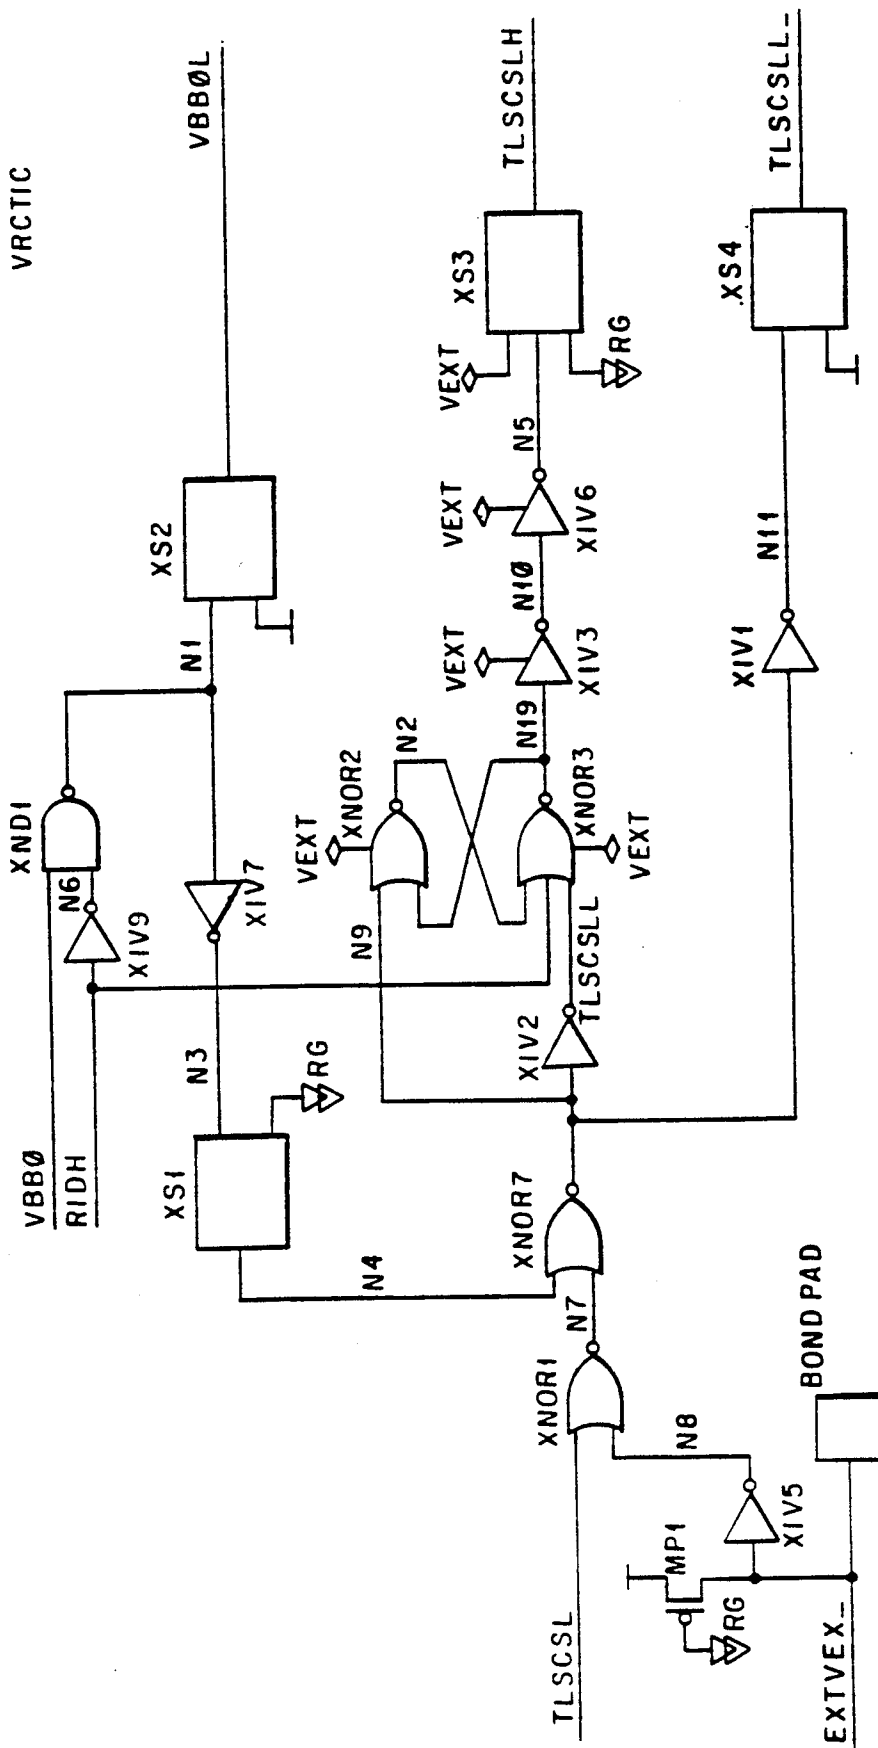 VRCTIC
VBBØ
RIDH
XND1
N6
XIV9
N1
XS2
VBBØL
XIV7
N3
XS1
RG
N4
VEXT
XNOR2
N2
N9
TLSCSLL
XNOR3
VEXT
N19
VEXT
XIV3
N1Ø
VEXT
XIV6
N5
VEXT
XS3
RG
TLSCSLH
XIV2
XNOR7
N7
XNOR1
N8
TLSCSL
MP1
RG
XIV5
EXTVEX_
BOND PAD
XIV1
N11
XS4
TLSCSLL_